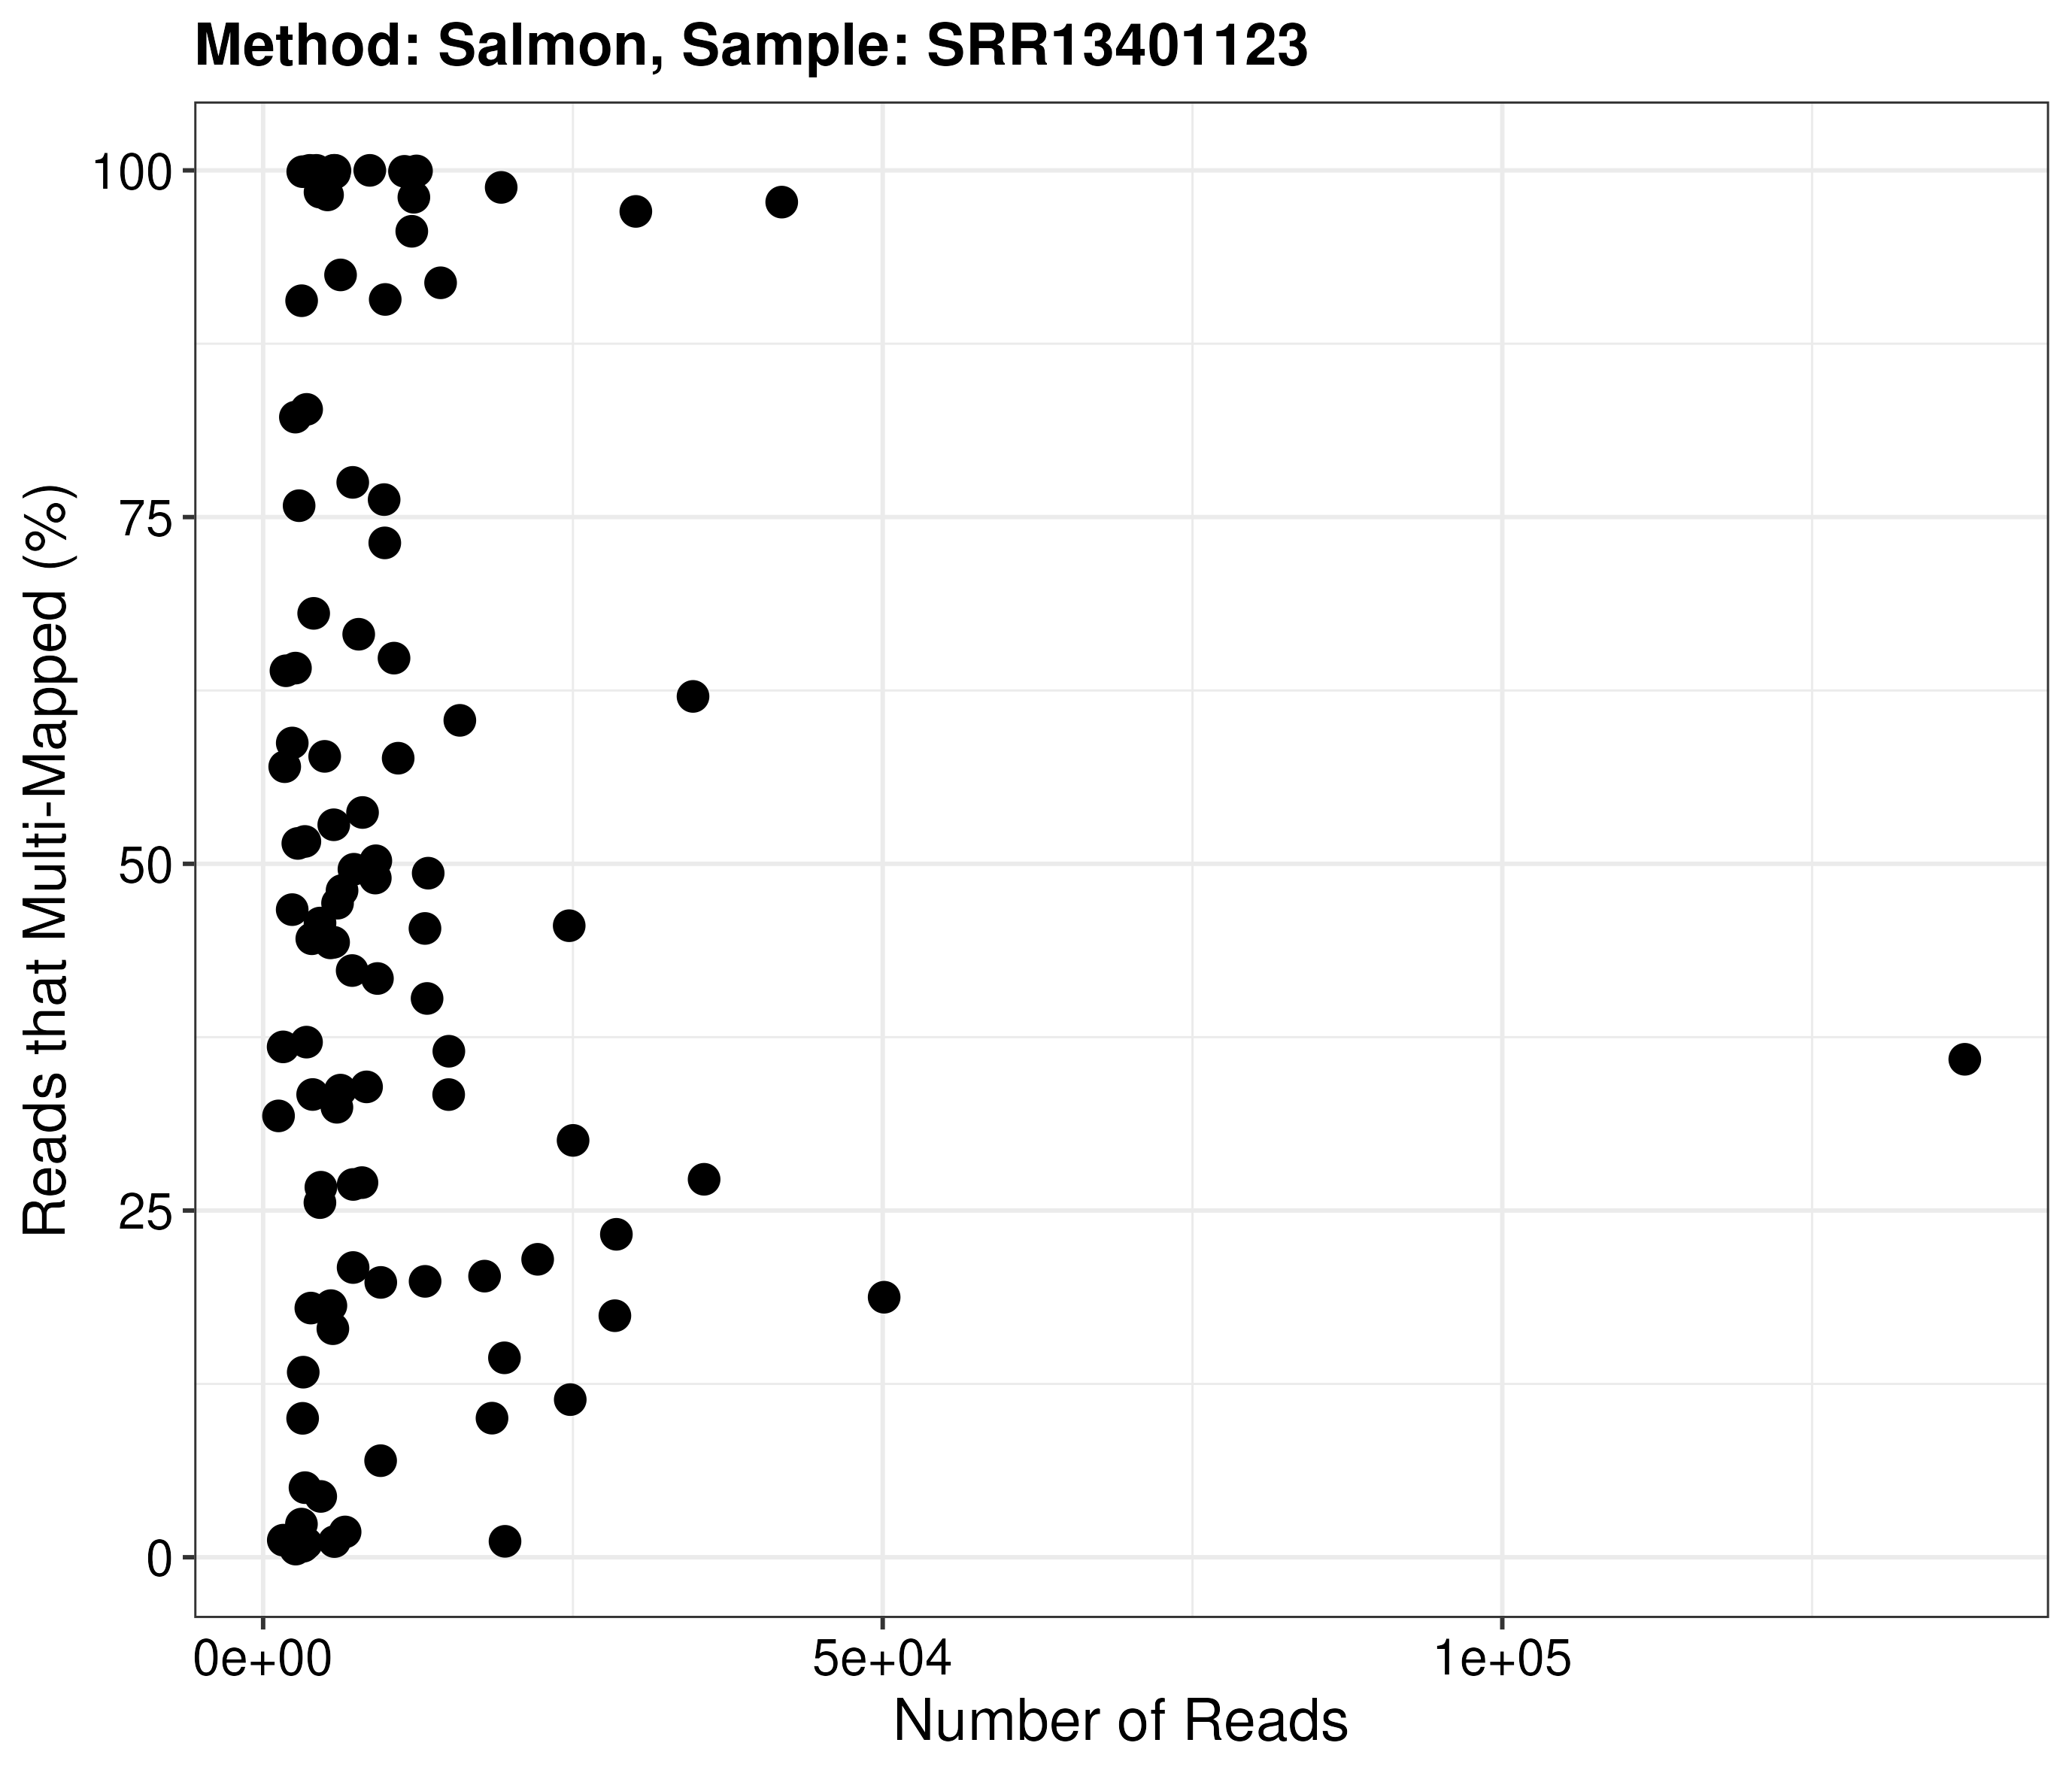 Method: Salmon, Sample: SRR13401123
Reads that Multi-Mapped (%)
100
75
50
25
0
0e+00 5e+04 1e+05
Number of Reads